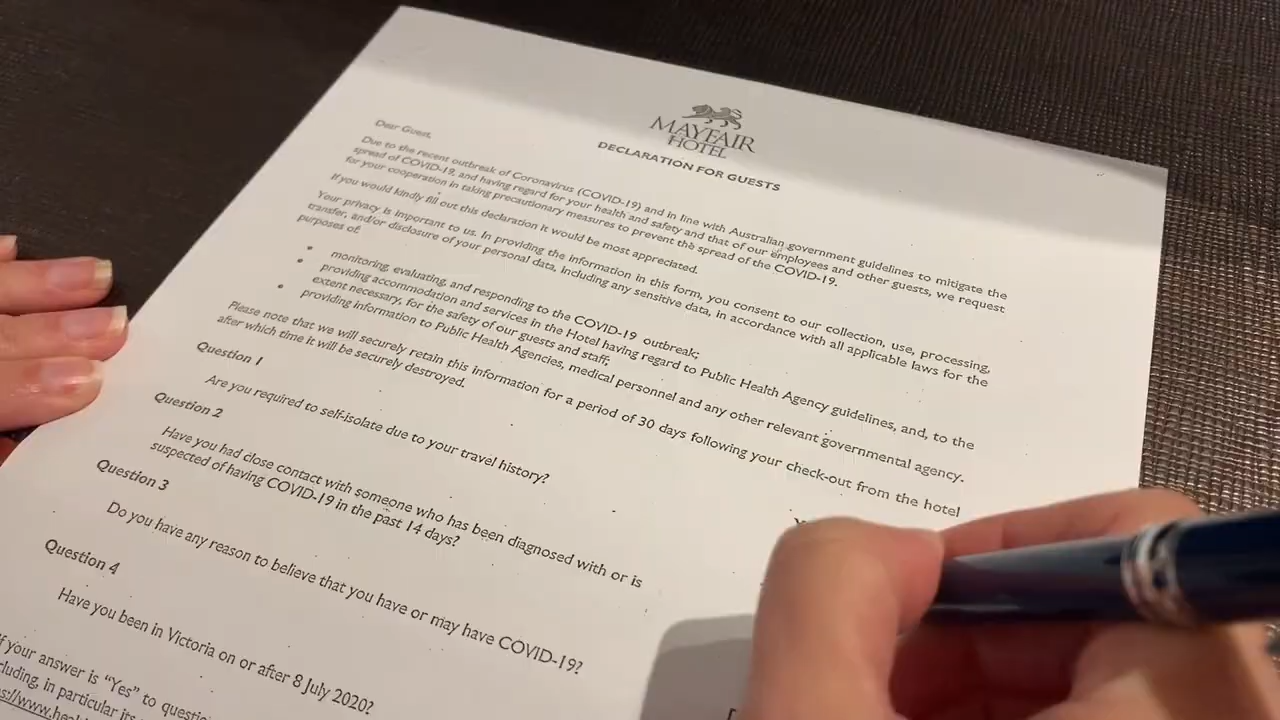 MAYFAIR
HOTEL
DECLARATION FOR GUESTS
Dear Guest,
Due to the recent outbreak of Coronavirus (COVID-19) and in line with Australian government guidelines to mitigate the
spread of COVID-19, and having regard for your health and safety and that of our employees and other guests, we request
for your cooperation in taking precautionary measures to prevent the spread of the COVID-19.
If you would kindly fill out this declaration it would be most appreciated.
Your privacy is important to us. In providing the information in this form, you consent to our collection, use, processing,
transfer, and/or disclosure of your personal data, including any sensitive data, in accordance with all applicable laws for the
purposes of:
• monitoring, evaluating, and responding to the COVID-19 outbreak;
• providing accommodation and services in the Hotel having regard to Public Health Agency guidelines, and, to the
extent necessary, for the safety of our guests and staff;
• providing information to Public Health Agencies, medical personnel and any other relevant governmental agency.
Please note that we will securely retain this information for a period of 30 days following your check-out from the hotel
after which time it will be securely destroyed.
Question 1
Are you required to self-isolate due to your travel history?
Question 2
Have you had close contact with someone who has been diagnosed with or is
suspected of having COVID-19 in the past 14 days?
Question 3
Do you have any reason to believe that you have or may have COVID-19?
Question 4
Have you been in Victoria on or after 8 July 2020?
your answer is "Yes" to
in particular its